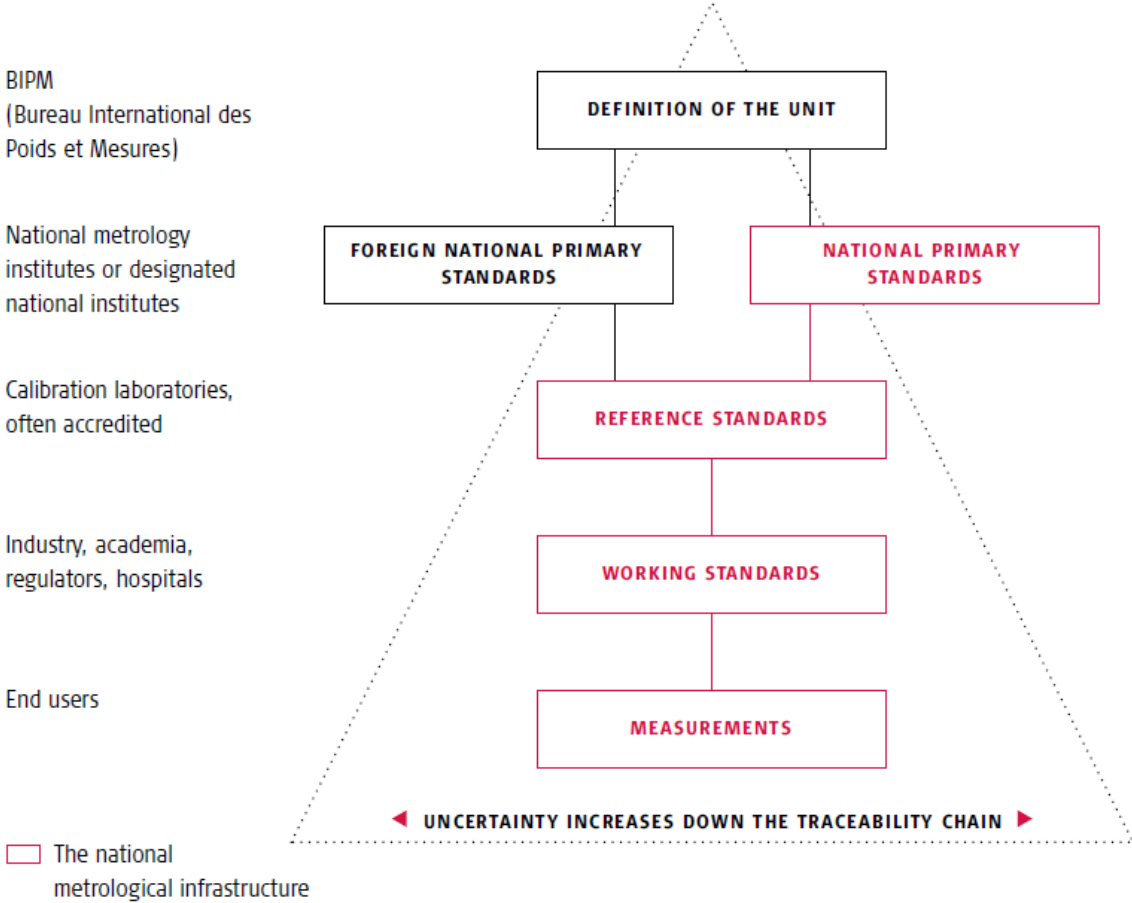 BIPM
(Bureau International des
Poids et Mesures)
DEFINITION OF THE UNIT
National metrology
institutes or designated
national institutes
FOREIGN NATIONAL PRIMARY
STANDARDS
NATIONAL PRIMARY
STANDARDS
Calibration laboratories,
often accredited
REFERENCE STANDARDS
Industry, academia,
regulators, hospitals
WORKING STANDARDS
End users
MEASUREMENTS
UNCERTAINTY INCREASES DOWN THE TRACEABILITY CHAIN
The national
metrological infrastructure